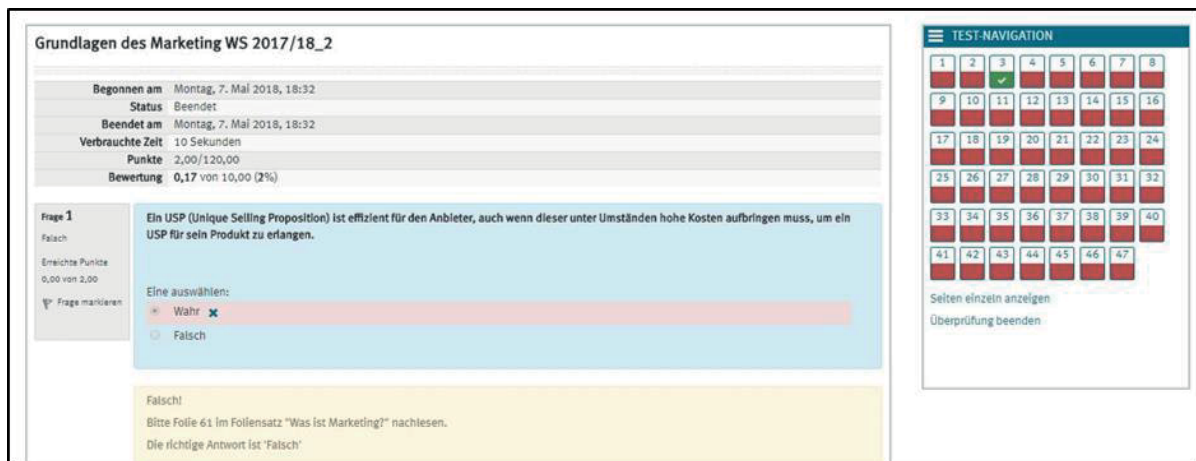 Grundlagen des Marketing WS 2017/18_2
Begonnen am Montag, 7. Mai 2018, 18:32
Status Beendet
Beendet am Montag, 7. Mai 2018, 18:32
Verbrauchte Zeit 10 Sekunden
Punkte 2,00/120,00
Bewertung 0,17 von 10,00 (2%)
Frage 1
Falsch
Erreichte Punkte
0,00 von 2,00
Frage markieren
Ein USP (Unique Selling Proposition) ist effizient für den Anbieter, auch wenn dieser unter Umständen hohe Kosten aufbringen muss, um ein
USP für sein Produkt zu erlangen.
Eine auswählen:
Wahr
Falsch
Falsch!
Bitte Folie 61 im Foliensatz "Was ist Marketing?" nachlesen.
Die richtige Antwort ist 'Falsch'
TEST-NAVIGATION
1 2 3 4 5 6 7 8
9 10 11 12 13 14 15 16
17 18 19 20 21 22 23 24
25 26 27 28 29 30 31 32
33 34 35 36 37 38 39 40
41 42 43 44 45 46 47
Seiten einzeln anzeigen
Überprüfung beenden